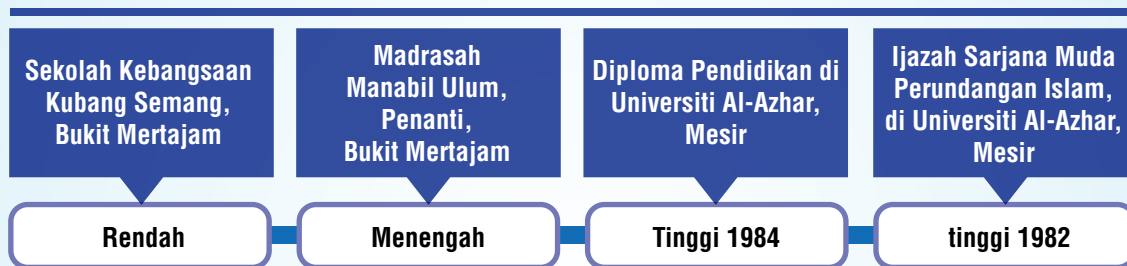 Sekolah Kebangsaan
Kubang Semang,
Bukit Mertajam
Rendah
Madrasah
Manabil Ulum,
Penanti,
Bukit Mertajam
Menengah
Diploma Pendidikan di
Universiti Al-Azhar,
Mesir
Tinggi 1984
Ijazah Sarjana Muda
Perundangan Islam,
di Universiti Al-Azhar,
Mesir
tinggi 1982